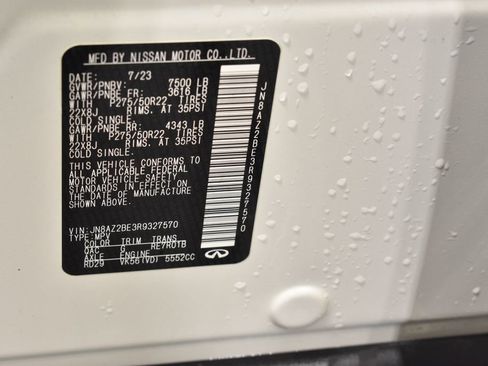 MFD BY NISSAN MOTOR CO.,LTD.
DATE: 7/23
GVWR/PNBV: 7500 LB
GAWR/PNBE FR: 3616 LB
WITH P275/50R22 TIRES
22X8J RIMS. AT 35PSI
COLD SINGLE.
GAWR/PNBE RR: 4343 LB
WITH P275/50R22 TIRES
22X8J RIMS. AT 35PSI
COLD SINGLE.
THIS VEHICLE CONFORMS TO
ALL APPLICABLE FEDERAL
MOTOR VEHICLE SAFETY
STANDARDS IN EFFECT ON
THE DATE OF MANUFACTURE
SHOWN ABOVE.
VIN:JN8AZ2BE3R9327570
TYPE:MPV
COLOR TRIM TRANS
QAC G RE7R01B
AXLE ENGINE
RD29 VK56(VD) 5552CC
JN8AZ2BE3R9327570